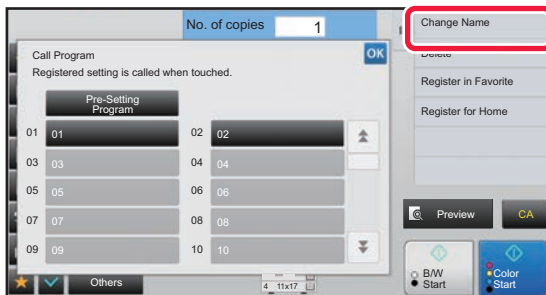 No. of copies 1
Call Program
OK
Registered setting is called when touched.
Pre-Setting
Program
01 01 02 02
03 03 04 04
05 05 06 06
07 07 08 08
09 09 10 10
Others
4 11x17
Change Name
Delete
Register in Favorite
Register for Home
Preview
CA
B/W
Start
Color
Start